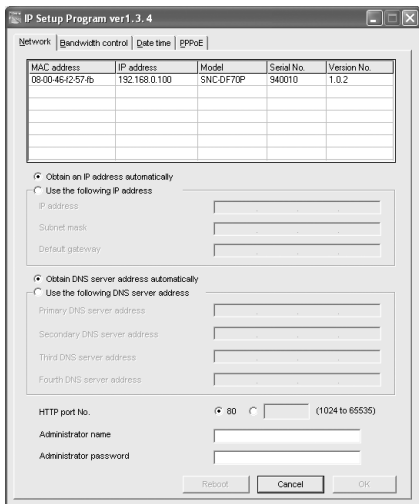 IP Setup Program ver1.3.4
Network Bandwidth control Date time PPPoE
MAC address IP address Model Serial No. Version No.
08-00-46-f2-57-fb 192.168.0.100 SNC-DF70P 940010 1.0.2
Obtain an IP address automatically
Use the following IP address
IP address
Subnet mask
Default gateway
Obtain DNS server address automatically
Use the following DNS server address
Primary DNS server address
Secondary DNS server address
Third DNS server address
Fourth DNS server address
HTTP port No. 80 (1024 to 65535)
Administrator name
Administrator password
Reboot Cancel OK